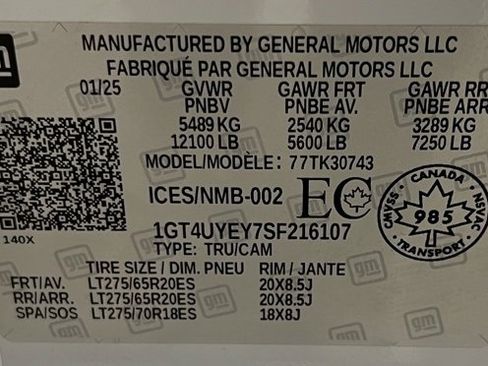 gm
MANUFACTURED BY GENERAL MOTORS LLC
FABRIQUÉ PAR GENERAL MOTORS LLC
01/25 GVWR GAWR FRT GAWR RR
PNBV PNBE AV. PNBE ARR
5489 KG 2540 KG 3289 KG
12100 LB 5600 LB 7250 LB
MODEL/MODÈLE: 77TK30743
ICES/NMB-002 EC
CANADA
CMVSS 985 NSVAC
TRANSPORT
1GT4UYEY7SF216107
140X
TYPE: TRU/CAM
TIRE SIZE / DIM. PNEU RIM / JANTE
FRT/AV. LT275/65R20ES 20X8.5J
RR/ARR. LT275/65R20ES 20X8.5J
SPA/SOS LT275/70R18ES 18X8J